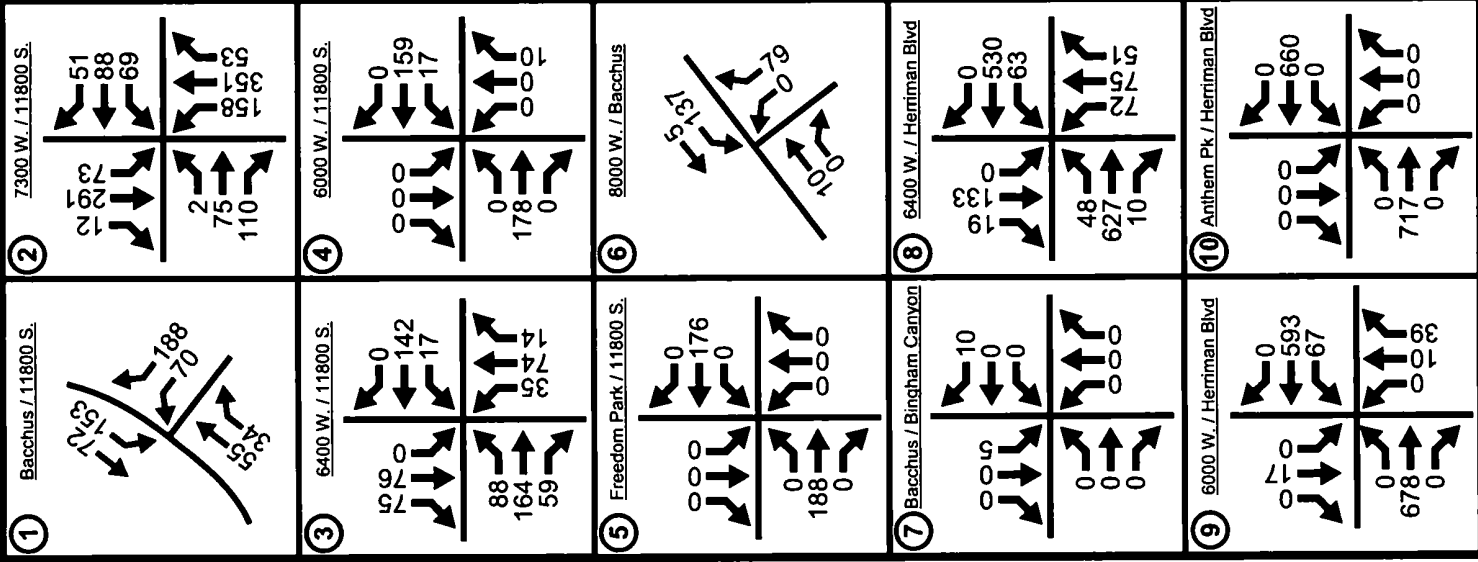 1
Bacchus / 11800 S.
72 153
188
70
55
34
2
7300 W. / 11800 S.
12 291 73
51
88
69
2
75
110
158 351 53
3
6400 W. / 11800 S.
75 76 0
0
142
17
88
164
59
35 74 14
4
6000 W. / 11800 S.
0 0 0
0
159
17
0
178
0
0 0 10
5
Freedom Park / 11800 S.
0 0 0
0
176
0
0
188
0
0 0 0
6
8000 W. / Bacchus
5 137
79
0
10
0
7
Bacchus / Bingham Canyon
0 0 5
10
0
0
0
0
0
0 0 0
8
6400 W. / Herriman Blvd
19 133 0
0
530
63
48
627
10
72 75 51
9
6000 W. / Herriman Blvd
0 17 0
0
593
67
0
678
0
0 10 39
10
Anthem Pk / Herriman Blvd
0 0 0
0
660
0
0
717
0
0 0 0